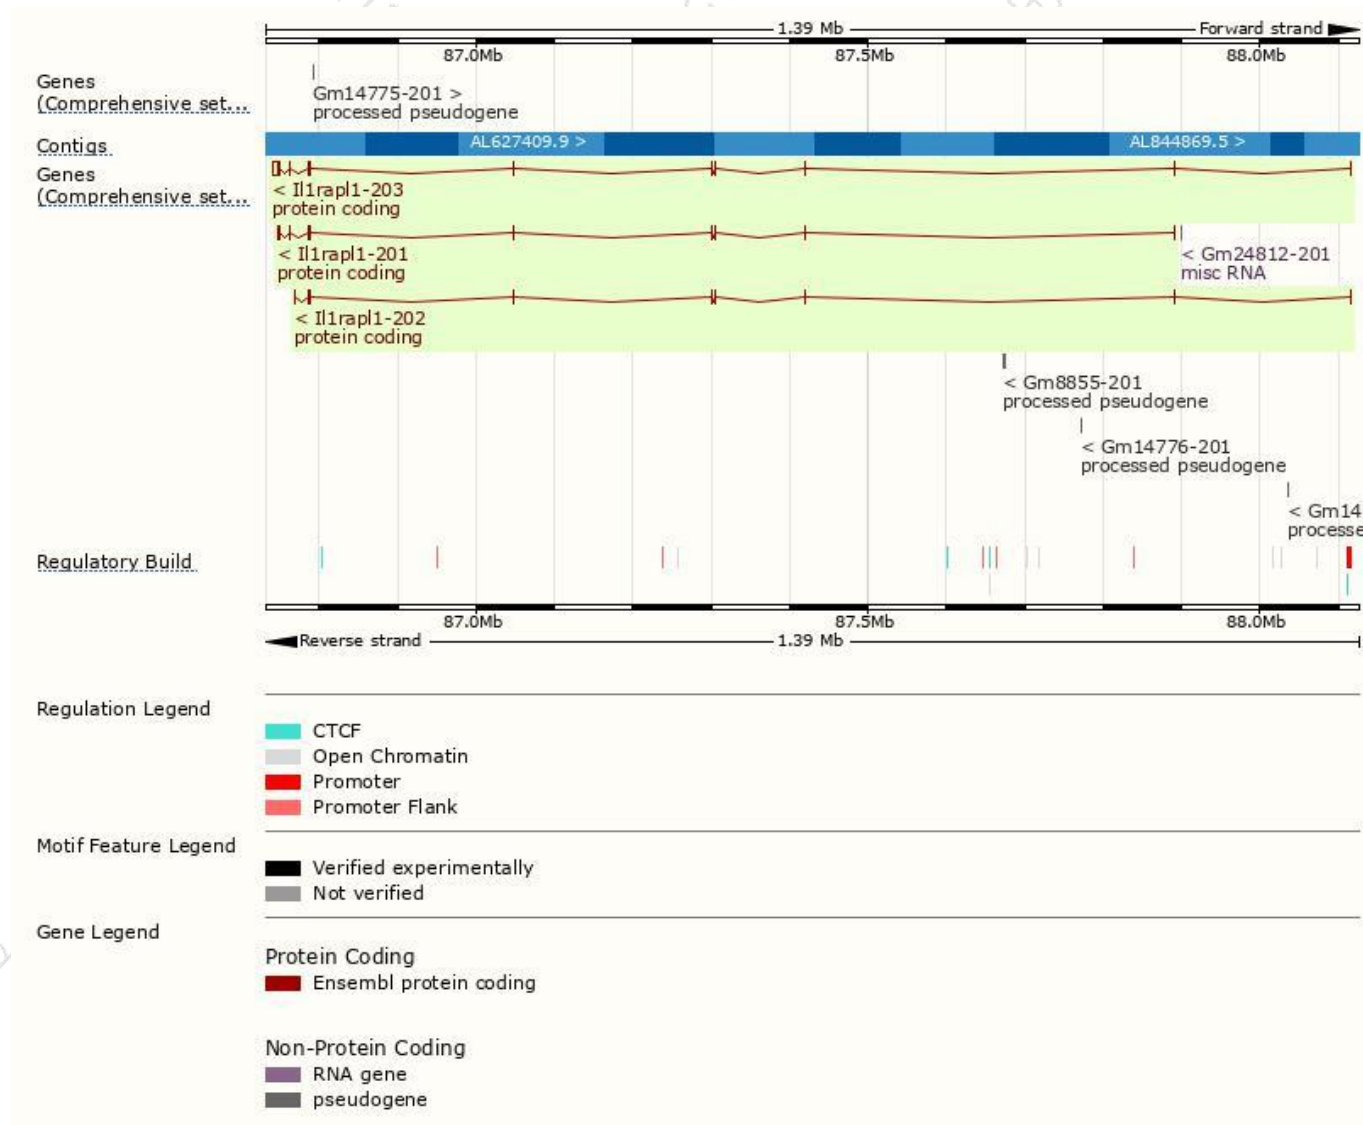 1.39 Mb
Forward strand
87.0Mb
87.5Mb
88.0Mb
Genes
(Comprehensive set...
Gm14775-201 >
processed pseudogene
Contigs
AL627409.9 >
AL844869.5 >
Genes
(Comprehensive set...
< Il1rapl1-203
protein coding
< Il1rapl1-201
protein coding
< Gm24812-201
misc RNA
< Il1rapl1-202
protein coding
< Gm8855-201
processed pseudogene
< Gm14776-201
processed pseudogene
< Gm14
processe
Regulatory Build
87.0Mb
87.5Mb
88.0Mb
Reverse strand
1.39 Mb
Regulation Legend
CTCF
Open Chromatin
Promoter
Promoter Flank
Motif Feature Legend
Verified experimentally
Not verified
Gene Legend
Protein Coding
Ensembl protein coding
Non-Protein Coding
RNA gene
pseudogene